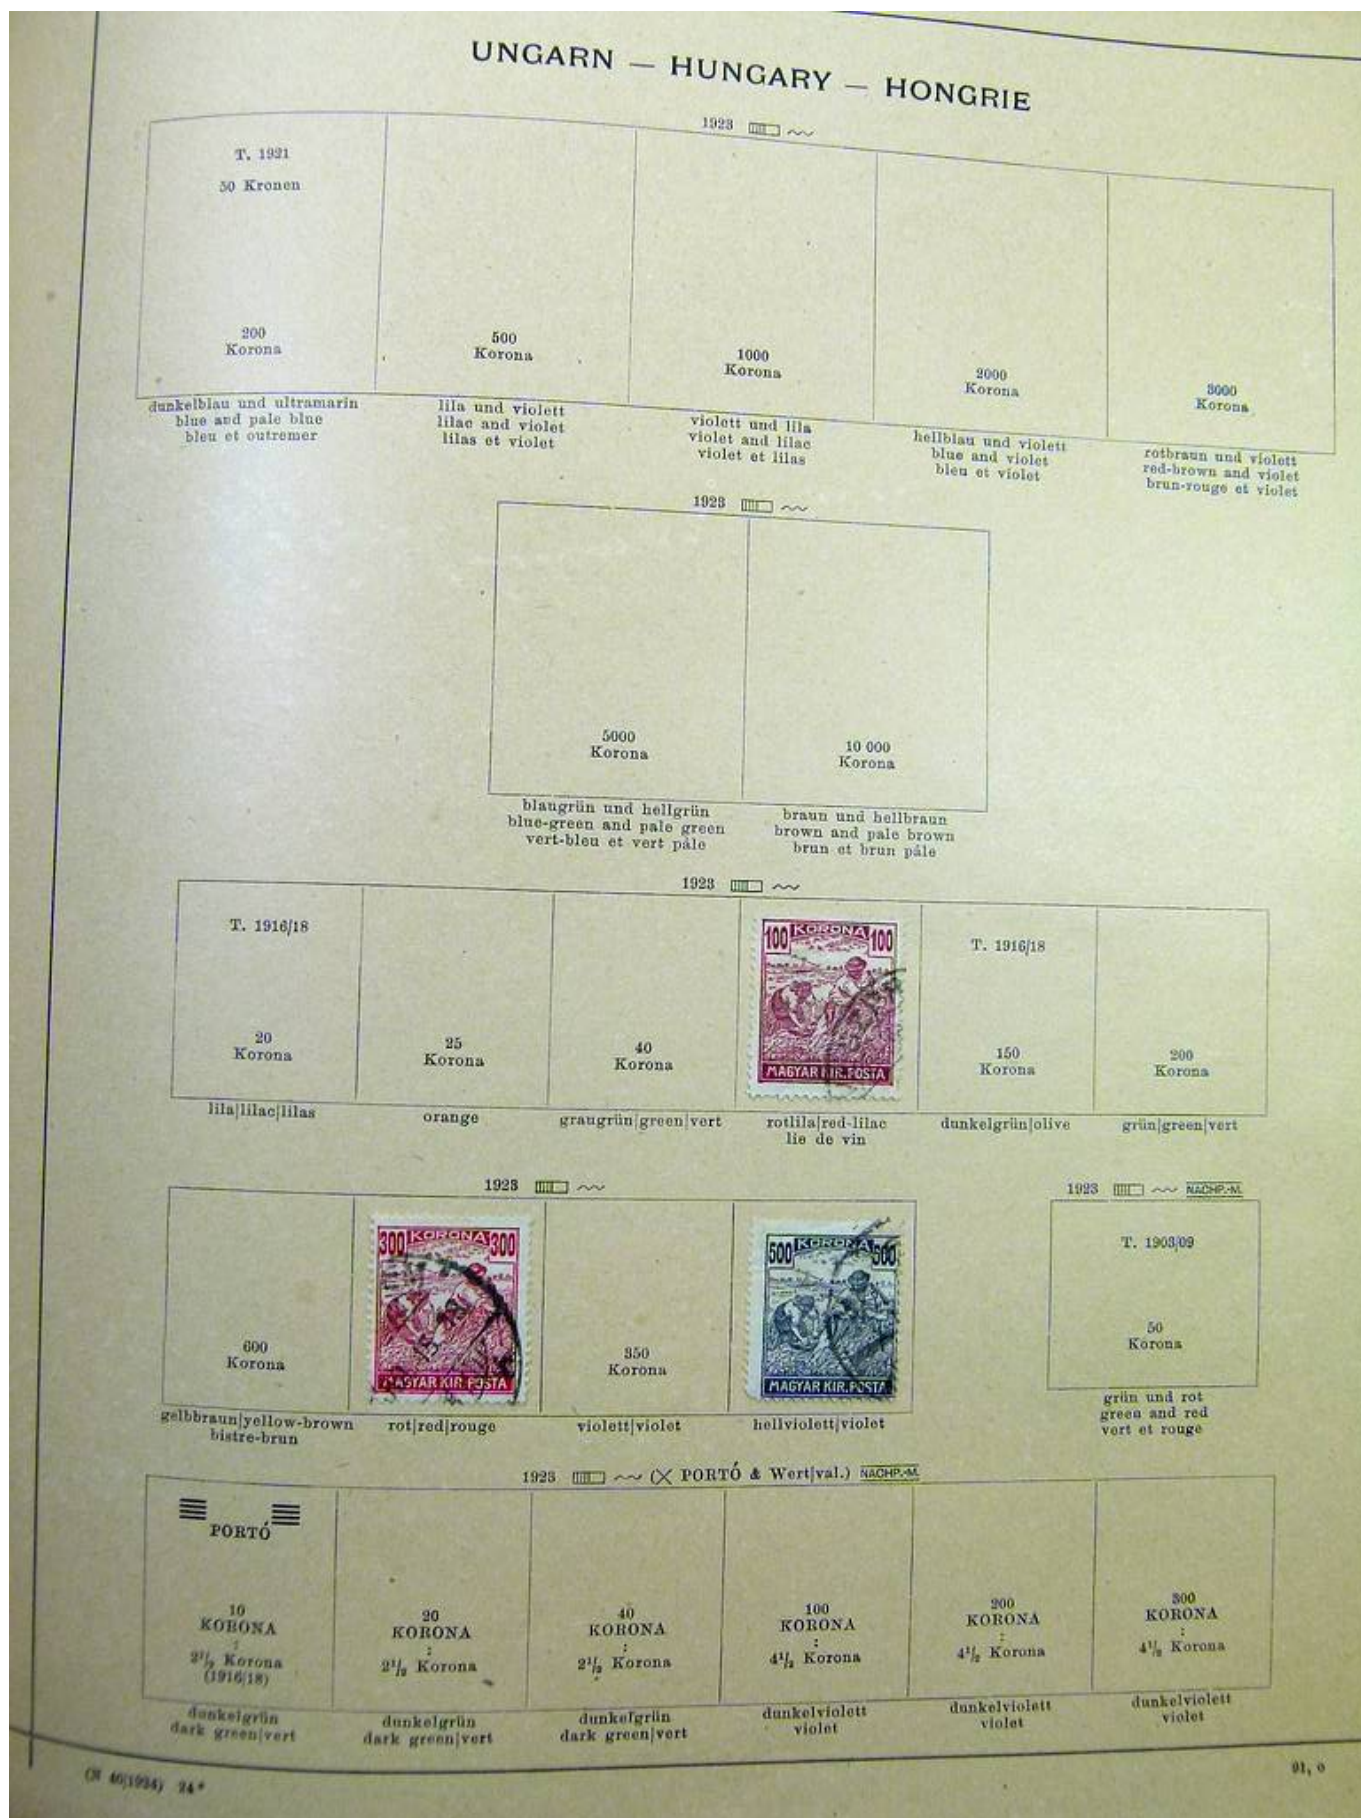 UNGARN — HUNGARY — HONGRIE
1923
T. 1921
50 Kronen
200
Korona
500
Korona
1000
Korona
2000
Korona
3000
Korona
dunkelblau und ultramarin
blue and pale blue
bleu et outremer
lila und violett
lilac and violet
lilas et violet
violett und lila
violet and lilac
violet et lilas
hellblau und violett
blue and violet
bleu et violet
rotbraun und violett
red-brown and violet
brun-rouge et violet
1923
5000
Korona
10 000
Korona
blaugrün und hellgrün
blue-green and pale green
vert-bleu et vert pâle
braun und hellbraun
brown and pale brown
brun et brun pâle
1923
T. 1916/18
20
Korona
25
Korona
40
Korona
100 KORONA 100
MAGYAR KIR. POSTA
T. 1916/18
150
Korona
200
Korona
lila|lilac|lilas
orange
graugrün|green|vert
rotlila|red-lilac
lie de vin
dunkelgrün|olive
grün|green|vert
1923
600
Korona
300 KORONA 300
MAGYAR KIR. POSTA
350
Korona
500 KORONA 500
MAGYAR KIR. POSTA
gelbbraun|yellow-brown
bistre-brun
rot|red|rouge
violett|violet
hellviolett|violet
1923 NACHP.-M.
T. 1903/09
50
Korona
grün und rot
green and red
vert et rouge
1923 (X PORTÓ & Wert|val.) NACHP.-M.
PORTÓ
10
KORONA
:
2½ Korona
(1916/18)
20
KORONA
:
2½ Korona
40
KORONA
:
2½ Korona
100
KORONA
:
4½ Korona
200
KORONA
:
4½ Korona
300
KORONA
:
4½ Korona
dunkelgrün
dark green|vert
dunkelgrün
dark green|vert
dunkelgrün
dark green|vert
dunkelviolett
violet
dunkelviolett
violet
dunkelviolett
violet
24*
91, o